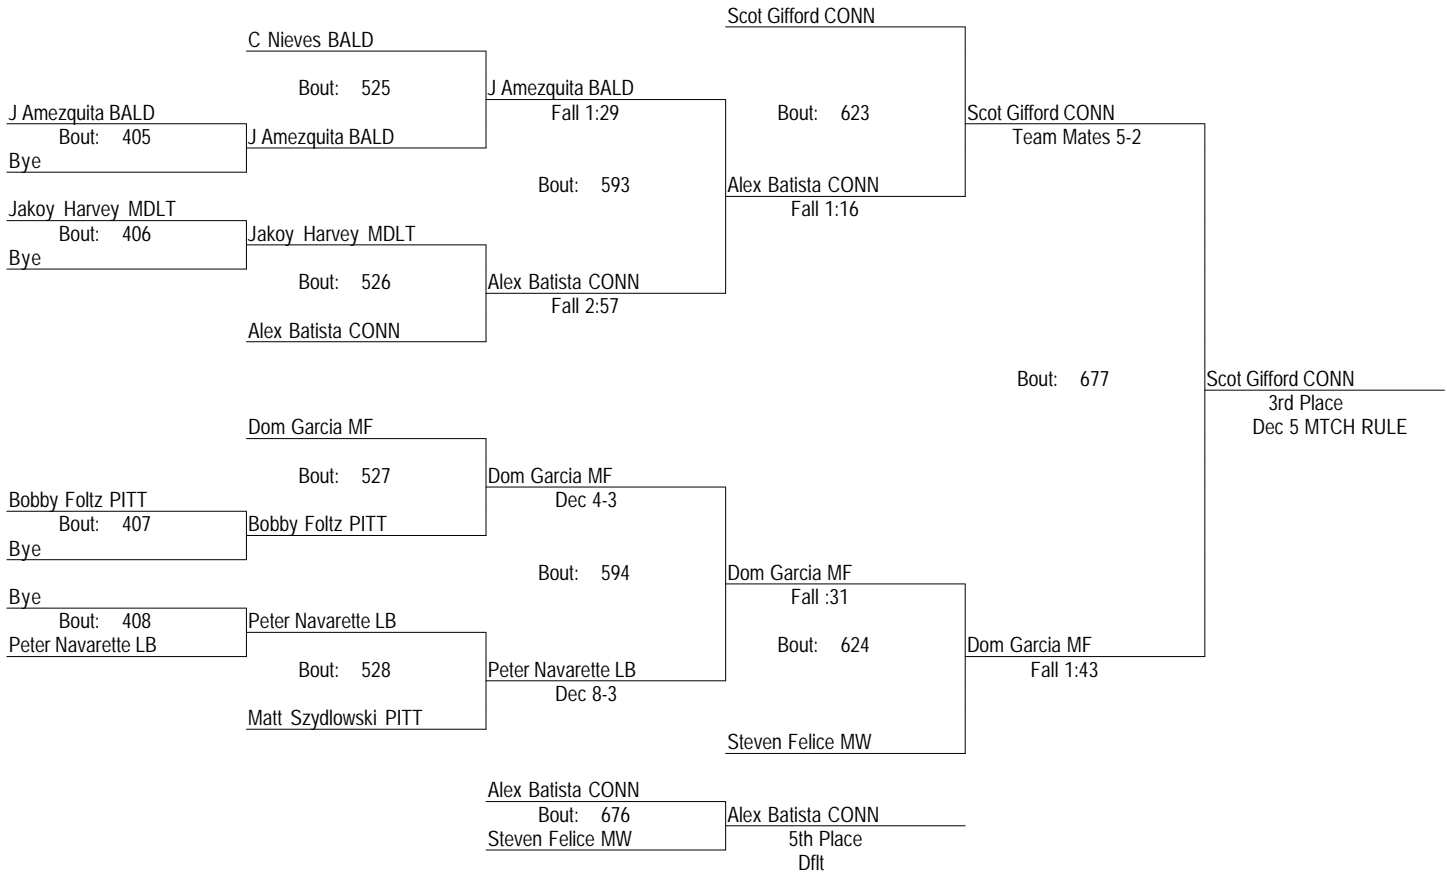 Scot Gifford CONN
C Nieves BALD
Bout: 525
J Amezquita BALD
Fall 1:29
J Amezquita BALD
Bout: 405
Bye
J Amezquita BALD
Bout: 623
Scot Gifford CONN
Team Mates 5-2
Bout: 593
Alex Batista CONN
Fall 1:16
Jakoy Harvey MDLT
Bout: 406
Bye
Jakoy Harvey MDLT
Bout: 526
Alex Batista CONN
Fall 2:57
Alex Batista CONN
Bout: 677
Scot Gifford CONN
3rd Place
Dec 5 MTCH RULE
Dom Garcia MF
Bout: 527
Dom Garcia MF
Dec 4-3
Bobby Foltz PITT
Bout: 407
Bye
Bobby Foltz PITT
Bout: 594
Dom Garcia MF
Fall :31
Bye
Bout: 408
Peter Navarette LB
Peter Navarette LB
Bout: 528
Peter Navarette LB
Dec 8-3
Matt Szydlowski PITT
Bout: 624
Dom Garcia MF
Fall 1:43
Steven Felice MW
Alex Batista CONN
Bout: 676
Steven Felice MW
Alex Batista CONN
5th Place
Dflt